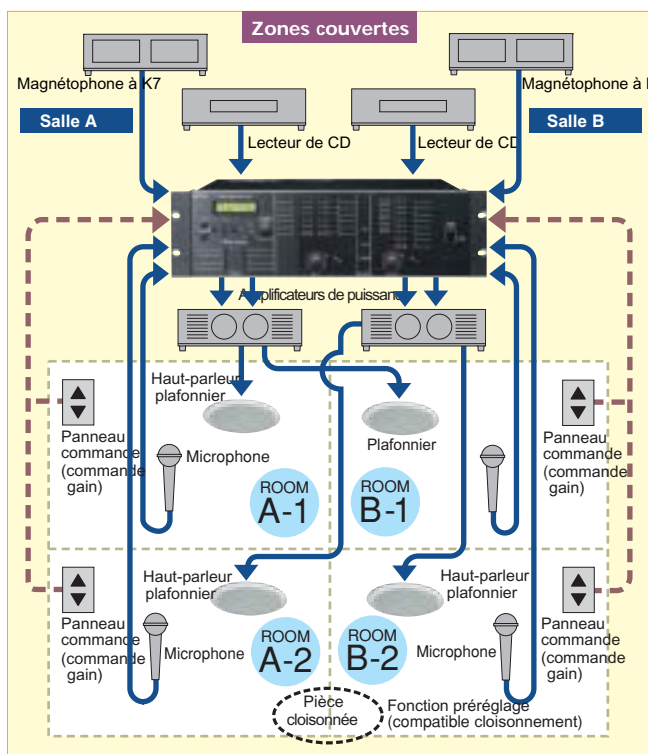 Zones couvertes
Magnétophone à K7
Magnétophone à
Salle A
Lecteur de CD
Lecteur de CD
Salle B
Amplificateurs de puissan
Haut-parleur
plafonnier
Plafonnier
Panneau
commande
(commande
gain)
Microphone
ROOM
A-1
ROOM
B-1
Panneau
commande
(commande
gain)
Haut-parleur
plafonnier
Haut-parleur
plafonnier
Panneau
commande
(commande
gain)
Microphone
ROOM
A-2
ROOM
B-2
Microphone
Panneau
commande
(commande
gain)
Pièce
cloisonnée
Fonction préréglage
(compatible cloisonnement)